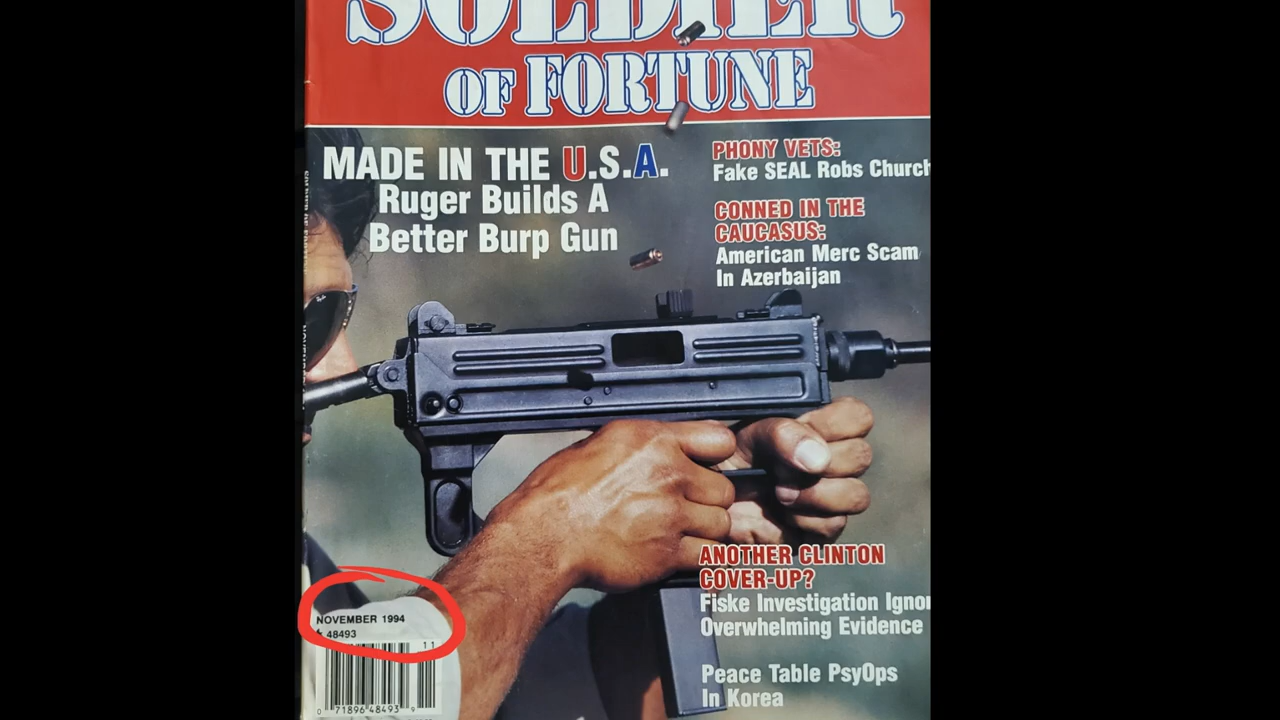 SOLDIER
OF FORTUNE
MADE IN THE U.S.A.
Ruger Builds A
Better Burp Gun
PHONY VETS:
Fake SEAL Robs Church
CONNED IN THE
CAUCASUS:
American Merc Scam
In Azerbaijan
ANOTHER CLINTON
COVER-UP?
Fiske Investigation Ignor
Overwhelming Evidence
Peace Table PsyOps
In Korea
NOVEMBER 1994
48493
11
0 71896 48493 9